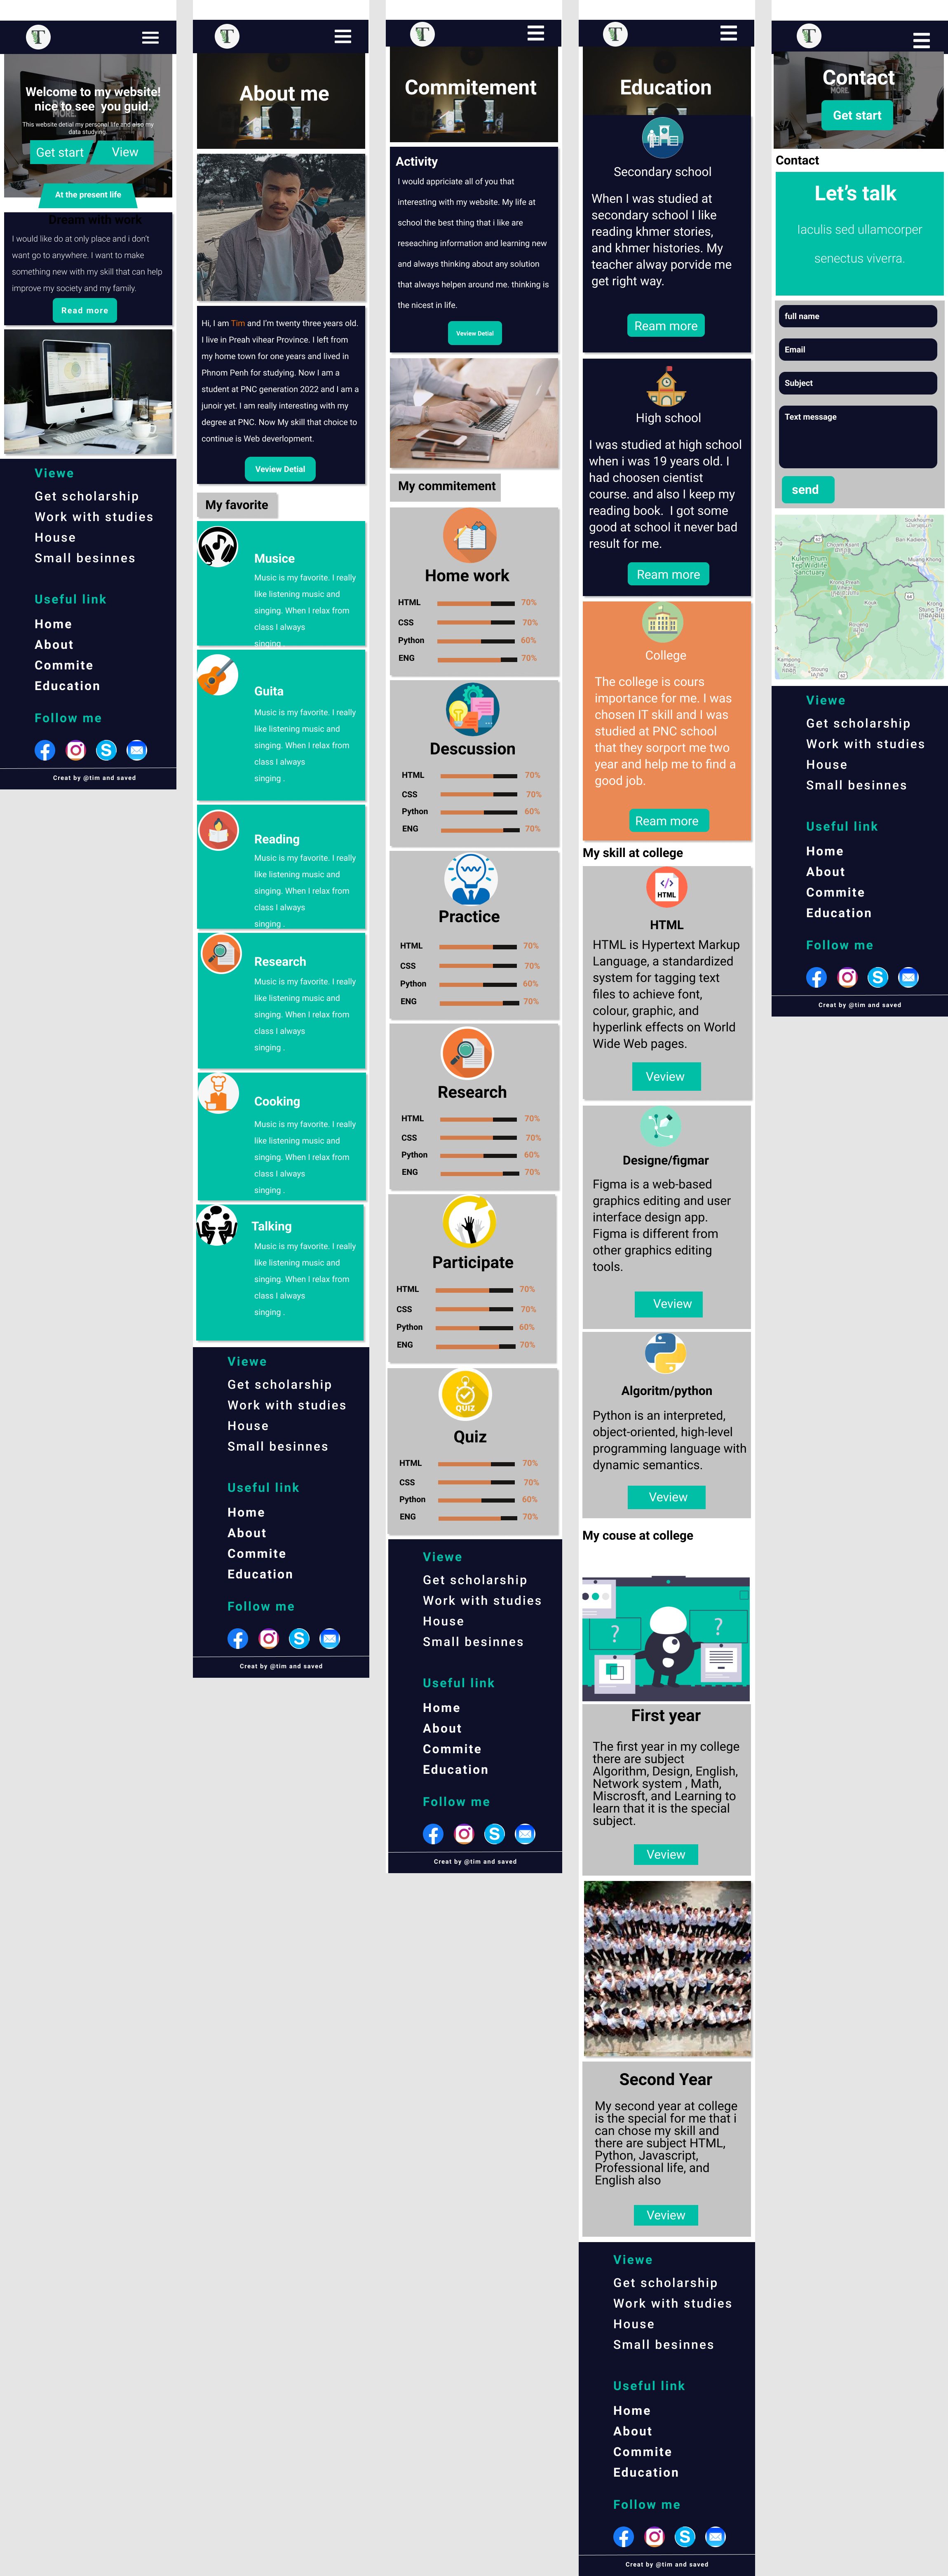 T
Welcome to my website!
nice to see you guid.
MORE.
This website detial my personal life and also my
data studying.
Get start
View
At the present life
Dream with work
I would like do at only place and i don't
want go to anywhere. I want to make
something new with my skill that can help
improve my society and my family.
Read more
Viewe
Get scholarship
Work with studies
House
Small besinnes
Useful link
Home
About
Commite
Education
Follow me
Creat by @tim and saved
T
About me
Hi, I am Tim and I'm twenty three years old.
I live in Preah vihear Province. I left from
my home town for one years and lived in
Phnom Penh for studying. Now I am a
student at PNC generation 2022 and I am a
junoir yet. I am really interesting with my
degree at PNC. Now My skill that choice to
continue is Web deverlopment.
Veview Detial
My favorite
Musice
Music is my favorite. I really
like listening music and
singing. When I relax from
class I always
singing .
Guita
Music is my favorite. I really
like listening music and
singing. When I relax from
class I always
singing .
Reading
Music is my favorite. I really
like listening music and
singing. When I relax from
class I always
singing .
Research
Music is my favorite. I really
like listening music and
singing. When I relax from
class I always
singing .
Cooking
Music is my favorite. I really
like listening music and
singing. When I relax from
class I always
singing .
Talking
Music is my favorite. I really
like listening music and
singing. When I relax from
class I always
singing .
Viewe
Get scholarship
Work with studies
House
Small besinnes
Useful link
Home
About
Commite
Education
Follow me
S
Creat by @tim and saved
T
Commitement
Activity
I would appriciate all of you that
interesting with my website. My life at
school the best thing that i like are
reseaching information and learning new
and always thinking about any solution
that always helpen around me. thinking is
the nicest in life.
Veview Detial
My commitement
Home work
HTML 70%
CSS 70%
Python 60%
ENG 70%
Descussion
HTML 70%
CSS 70%
Python 60%
ENG 70%
Practice
HTML 70%
CSS 70%
Python 60%
ENG 70%
Research
HTML 70%
CSS 70%
Python 60%
ENG 70%
Participate
HTML 70%
CSS 70%
Python 60%
ENG 70%
QUIZ
Quiz
HTML 70%
CSS 70%
Python 60%
ENG 70%
Viewe
Get scholarship
Work with studies
House
Small besinnes
Useful link
Home
About
Commite
Education
Follow me
S
Creat by @tim and saved
T
Education
Secondary school
When I was studied at
secondary school I like
reading khmer stories,
and khmer histories. My
teacher alway porvide me
get right way.
Ream more
High school
I was studied at high school
when i was 19 years old. I
had choosen cientist
course. and also I keep my
reading book. I got some
good at school it never bad
result for me.
Ream more
College
The college is cours
importance for me. I was
chosen IT skill and I was
studied at PNC school
that they sorport me two
year and help me to find a
good job.
Ream more
My skill at college
</>
HTML
HTML
HTML is Hypertext Markup
Language, a standardized
system for tagging text
files to achieve font,
colour, graphic, and
hyperlink effects on World
Wide Web pages.
Veview
Designe/figmar
Figma is a web-based
graphics editing and user
interface design app.
Figma is different from
other graphics editing
tools.
Veview
Algoritm/python
Python is an interpreted,
object-oriented, high-level
programming language with
dynamic semantics.
Veview
My couse at college
? ?
First year
The first year in my college
there are subject
Algorithm, Design, English,
Network system , Math,
Miscrosft, and Learning to
learn that it is the special
subject.
Veview
Second Year
My second year at college
is the special for me that i
can chose my skill and
there are subject HTML,
Python, Javascript,
Professional life, and
English also
Veview
Viewe
Get scholarship
Work with studies
House
Small besinnes
Useful link
Home
About
Commite
Education
Follow me
S
Creat by @tim and saved
T
Contact
MORE.
Get start
Contact
Let's talk
Iaculis sed ullamcorper
senectus viverra.
full name
Email
Subject
Text message
send
Kulen Prum
Tep Wildlife
Sanctuary
62
64
62
Viewe
Get scholarship
Work with studies
House
Small besinnes
Useful link
Home
About
Commite
Education
Follow me
S
Creat by @tim and saved